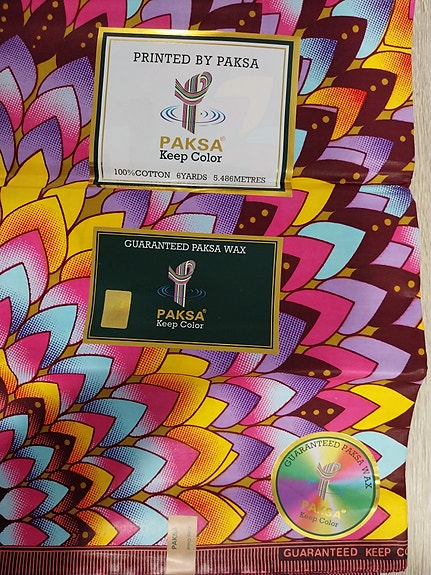 PRINTED BY PAKSA
PAKSA®
Keep Color
100%COTTON 6YARDS 5.486METRES
GUARANTEED PAKSA WAX
PAKSA®
Keep Color
GUARANTEED PAKSA WAX
PAKSA®
Keep Color
PAKSA
GUARANTEED KEEP CO